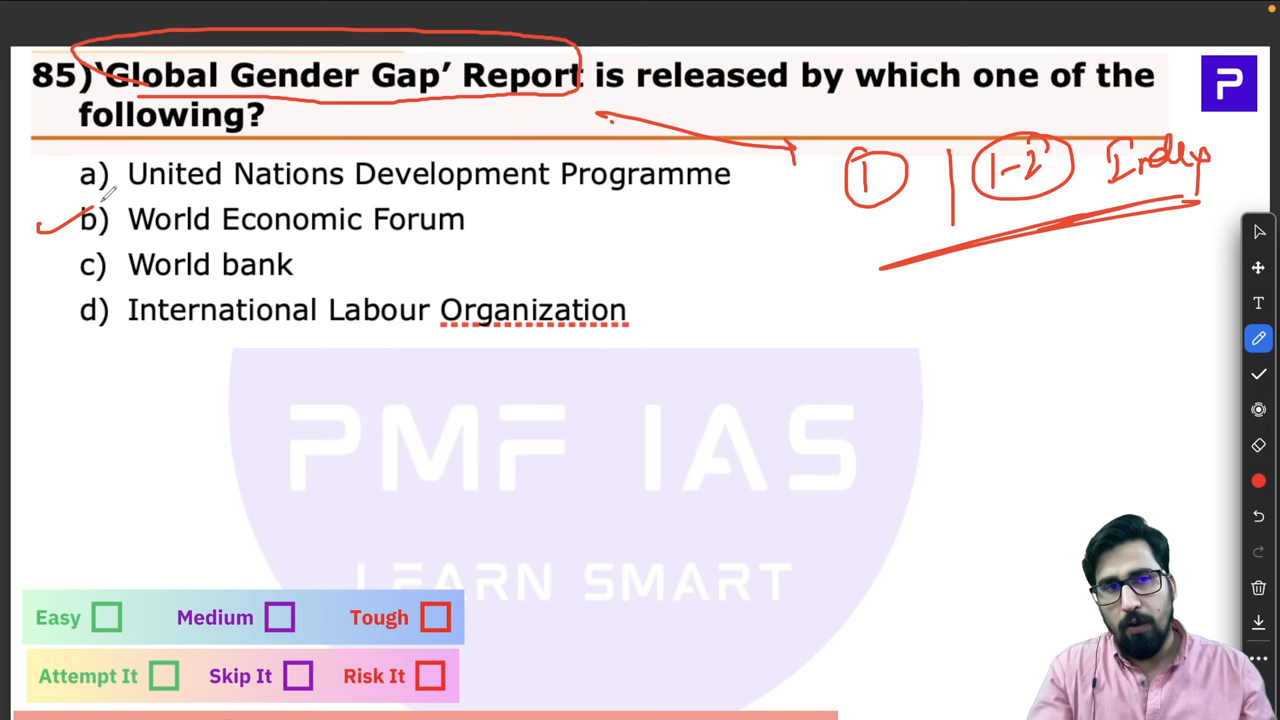 85) ‘Global Gender Gap’ Report is released by which one of the
following?
P
a) United Nations Development Programme
b) World Economic Forum
c) World bank
d) International Labour Organization
1 | 1-2
T
PMF IAS
LEARN SMART
Easy Medium Tough
Attempt It Skip It Risk It